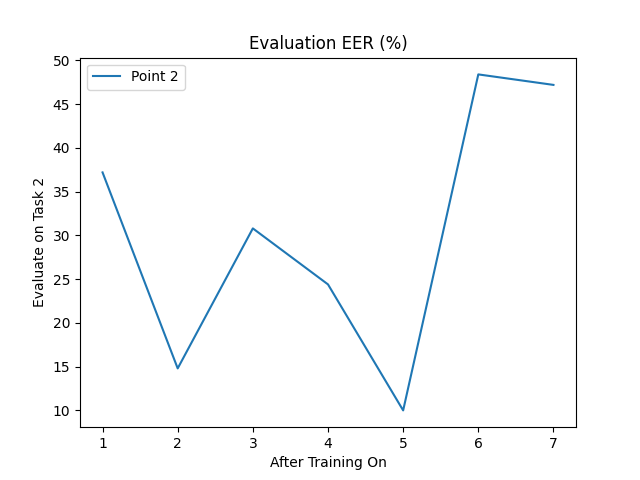 Evaluation EER (%)
Point 2
50
45
40
35
30
25
20
15
10
Evaluate on Task 2
1 2 3 4 5 6 7
After Training On